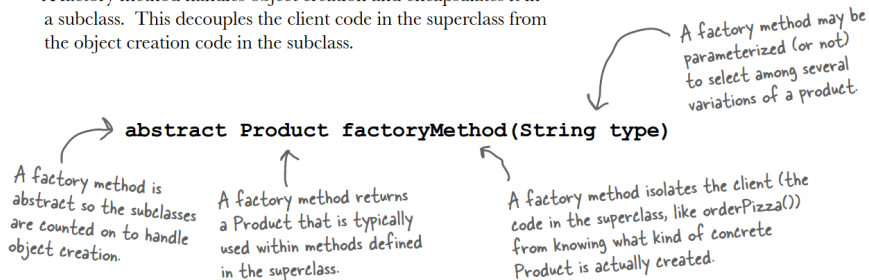 a subclass. This decouples the client code in the superclass from
the object creation code in the subclass.
A factory method may be
parameterized (or not)
to select among several
variations of a product.
abstract Product factoryMethod(String type)
A factory method is
abstract so the subclasses
are counted on to handle
object creation.
A factory method returns
a Product that is typically
used within methods defined
in the superclass.
A factory method isolates the client (the
code in the superclass, like orderPizza())
from knowing what kind of concrete
Product is actually created.